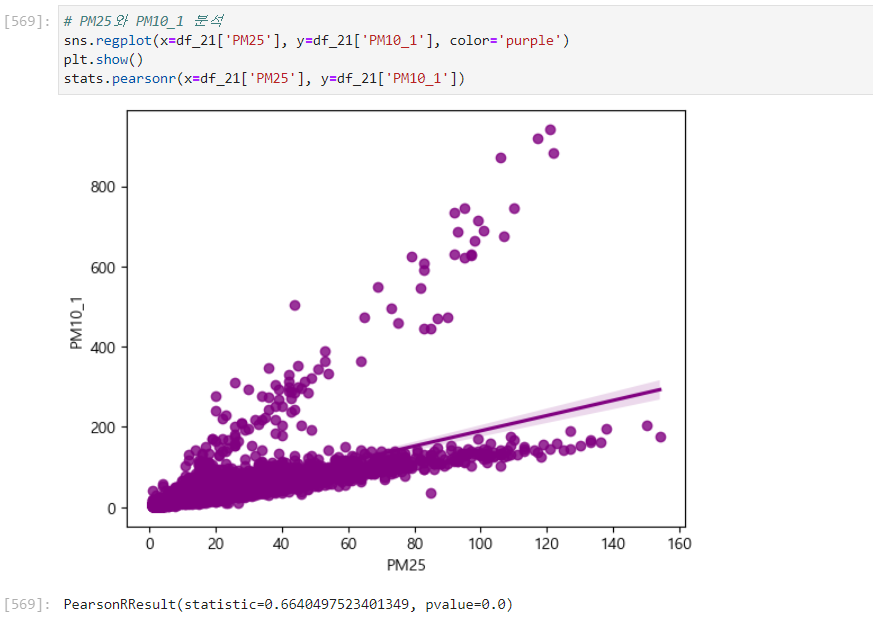 [569]: # PM25와 PM10_1 분석
sns.regplot(x=df_21['PM25'], y=df_21['PM10_1'], color='purple')
plt.show()
stats.pearsonr(x=df_21['PM25'], y=df_21['PM10_1'])
800
600
400
200
0
PM10_1
0 20 40 60 80 100 120 140 160
PM25
[569]: PearsonRResult(statistic=0.6640497523401349, pvalue=0.0)